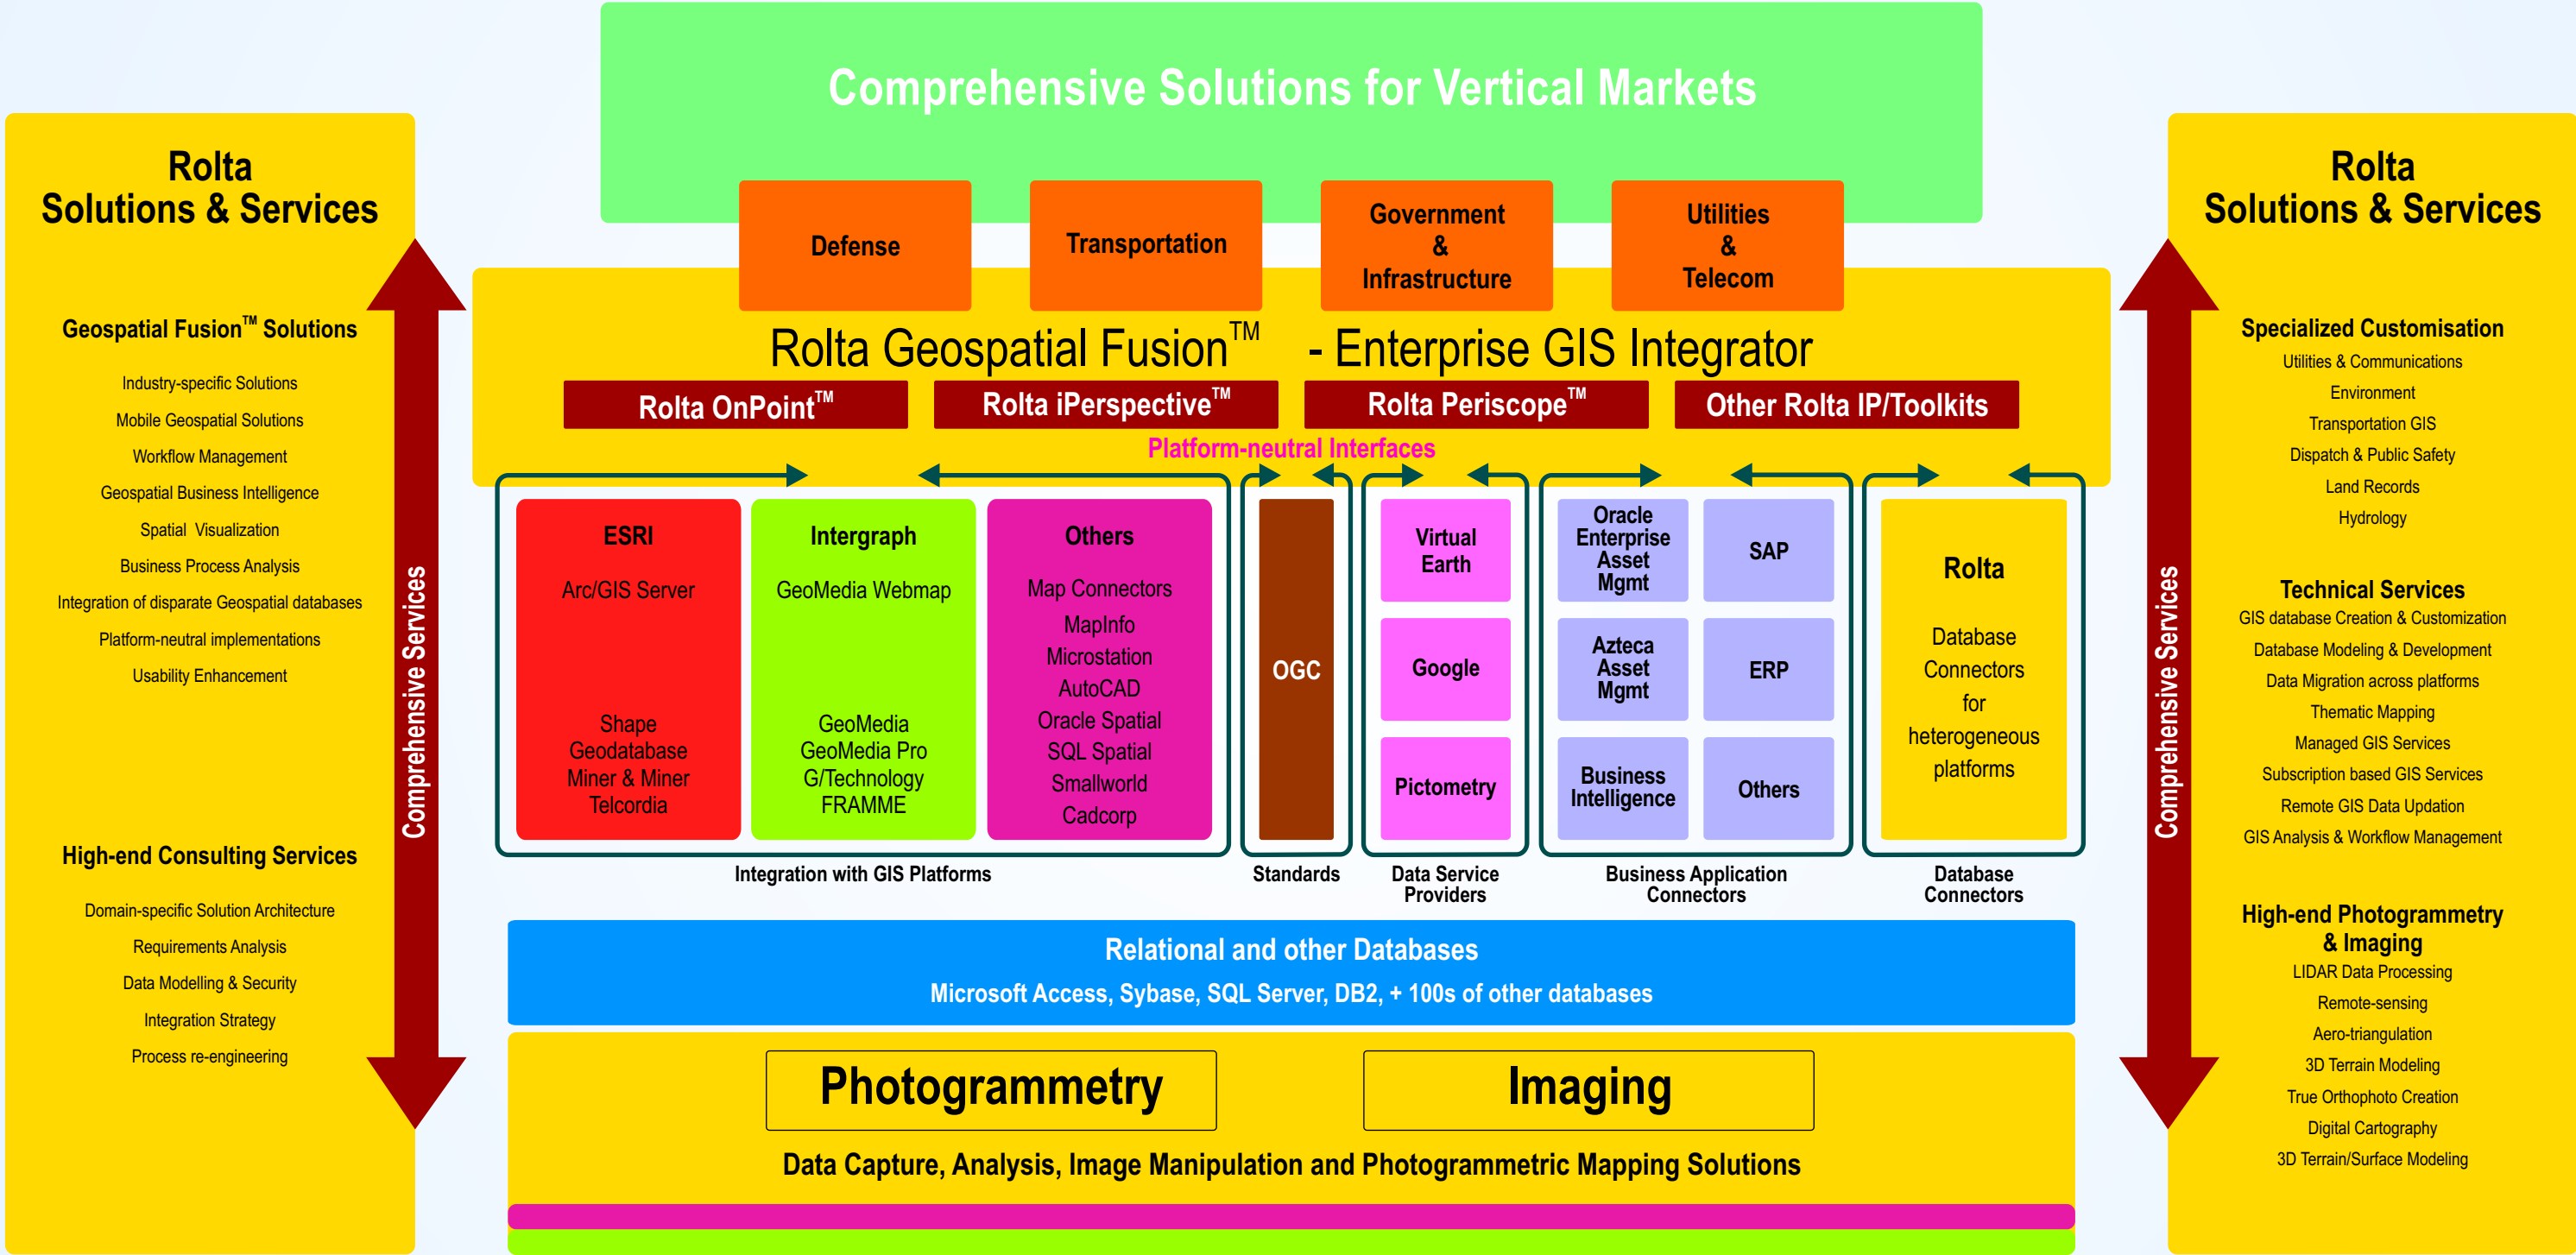 Comprehensive Solutions for Vertical Markets
Defense
Transportation
Government
&
Infrastructure
Utilities
&
Telecom
Rolta
Solutions & Services
Geospatial Fusion™ Solutions
Industry-specific Solutions
Mobile Geospatial Solutions
Workflow Management
Geospatial Business Intelligence
Spatial Visualization
Business Process Analysis
Integration of disparate Geospatial databases
Platform-neutral implementations
Usability Enhancement
High-end Consulting Services
Domain-specific Solution Architecture
Requirements Analysis
Data Modelling & Security
Integration Strategy
Process re-engineering
Comprehensive Services
Rolta Geospatial Fusion™ - Enterprise GIS Integrator
Rolta OnPoint™
Rolta iPerspective™
Rolta Periscope™
Other Rolta IP/Toolkits
Platform-neutral Interfaces
ESRI
Arc/GIS Server
Shape
Geodatabase
Miner & Miner
Telcordia
Intergraph
GeoMedia Webmap
GeoMedia
GeoMedia Pro
G/Technology
FRAMME
Others
Map Connectors
MapInfo
Microstation
AutoCAD
Oracle Spatial
SQL Spatial
Smallworld
Cadcorp
Integration with GIS Platforms
OGC
Standards
Virtual
Earth
Google
Pictometry
Data Service
Providers
Oracle
Enterprise
Asset
Mgmt
SAP
Azteca
Asset
Mgmt
ERP
Business
Intelligence
Others
Business Application
Connectors
Rolta
Database
Connectors
for
heterogeneous
platforms
Database
Connectors
Relational and other Databases
Microsoft Access, Sybase, SQL Server, DB2, + 100s of other databases
Photogrammetry
Imaging
Data Capture, Analysis, Image Manipulation and Photogrammetric Mapping Solutions
Comprehensive Services
Rolta
Solutions & Services
Specialized Customisation
Utilities & Communications
Environment
Transportation GIS
Dispatch & Public Safety
Land Records
Hydrology
Technical Services
GIS database Creation & Customization
Database Modeling & Development
Data Migration across platforms
Thematic Mapping
Managed GIS Services
Subscription based GIS Services
Remote GIS Data Updation
GIS Analysis & Workflow Management
High-end Photogrammetry
& Imaging
LIDAR Data Processing
Remote-sensing
Aero-triangulation
3D Terrain Modeling
True Orthophoto Creation
Digital Cartography
3D Terrain/Surface Modeling